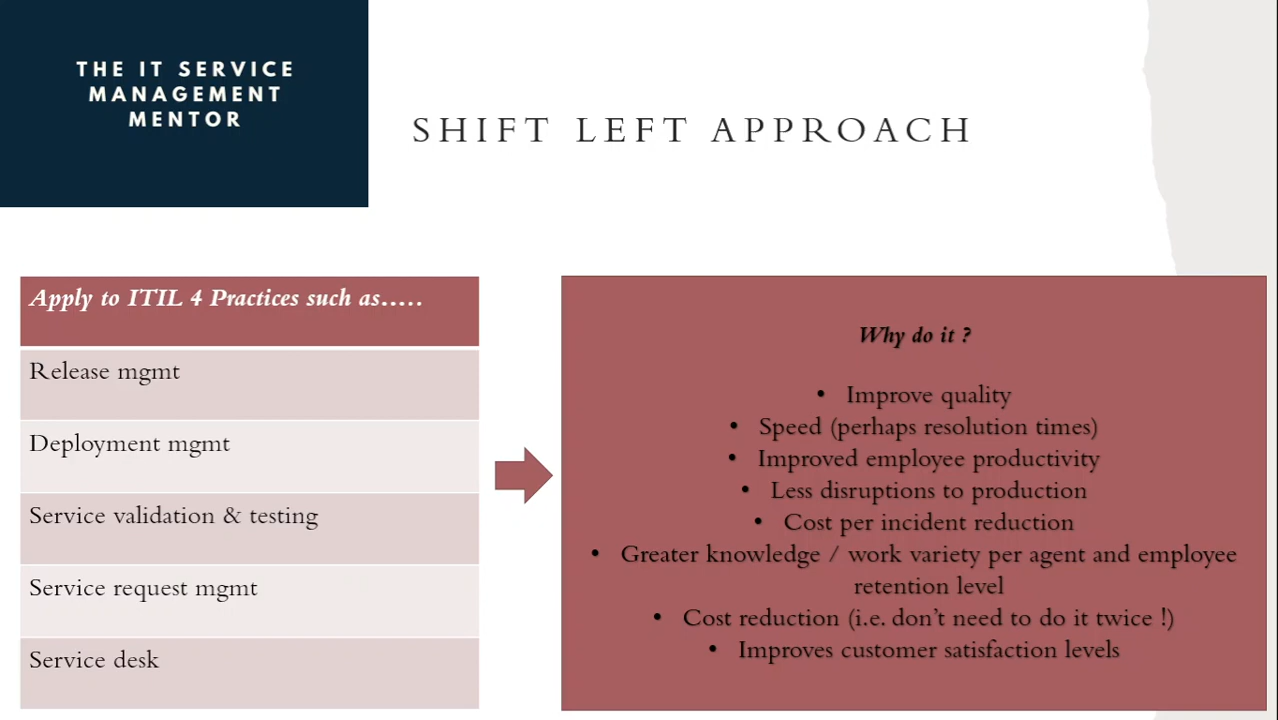 THE IT SERVICE
MANAGEMENT
MENTOR
SHIFT LEFT APPROACH
Apply to ITIL 4 Practices such as.....
Release mgmt
Deployment mgmt
Service validation & testing
Service request mgmt
Service desk
Why do it ?
• Improve quality
• Speed (perhaps resolution times)
• Improved employee productivity
• Less disruptions to production
• Cost per incident reduction
• Greater knowledge / work variety per agent and employee
retention level
• Cost reduction (i.e. don't need to do it twice !)
• Improves customer satisfaction levels